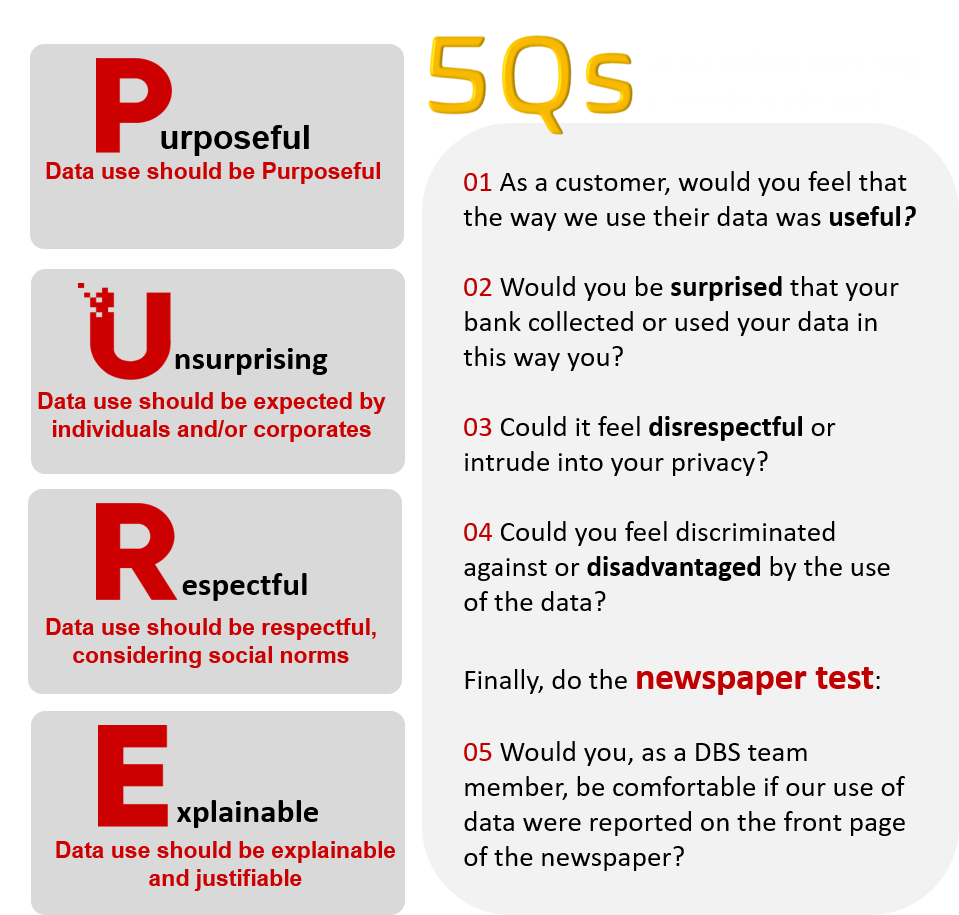 Purposeful
Data use should be Purposeful
Unsurprising
Data use should be expected by
individuals and/or corporates
Respectful
Data use should be respectful,
considering social norms
Explainable
Data use should be explainable
and justifiable
5Qs
01 As a customer, would you feel that
the way we use their data was useful?
02 Would you be surprised that your
bank collected or used your data in
this way you?
03 Could it feel disrespectful or
intrude into your privacy?
04 Could you feel discriminated
against or disadvantaged by the use
of the data?
Finally, do the newspaper test:
05 Would you, as a DBS team
member, be comfortable if our use of
data were reported on the front page
of the newspaper?